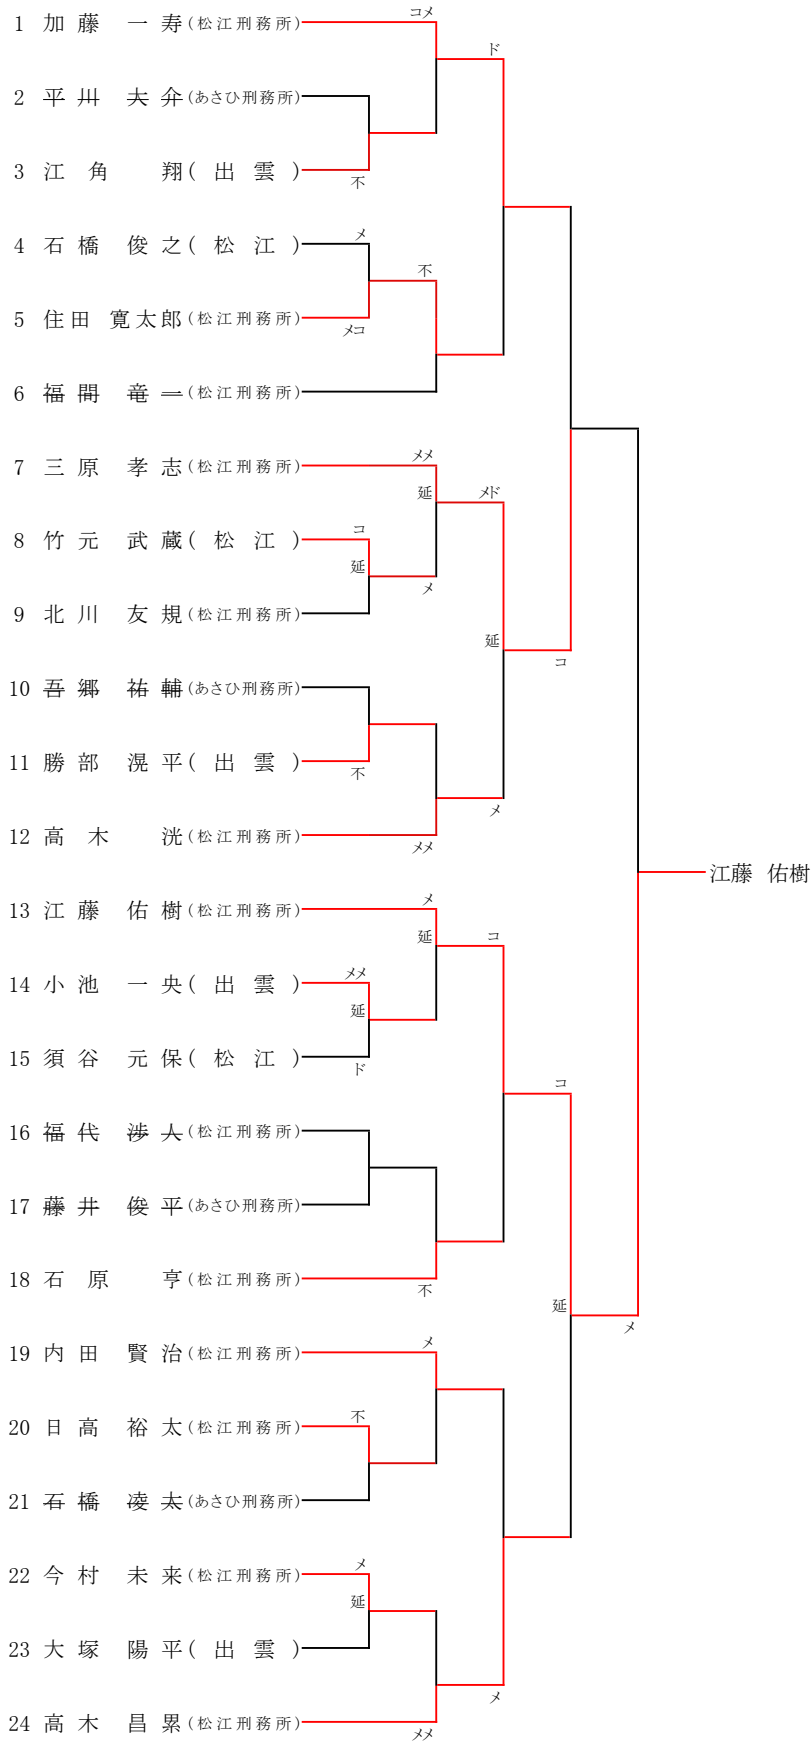 コメ
1 加藤 一寿(松江刑務所)
ド
2 平川 大介(あさひ刑務所)
3 江角 翔(出雲)
不
4 石橋 俊之(松江)
メ
不
5 住田 寛太郎(松江刑務所)
メコ
6 福間 竜一(松江刑務所)
7 三原 孝志(松江刑務所)
メメ
延
メド
8 竹元 武蔵(松江)
コ
延
メ
9 北川 友規(松江刑務所)
延
コ
10 吾郷 祐輔(あさひ刑務所)
11 勝部 滉平(出雲)
不
メ
12 高木 洸(松江刑務所)
メメ
江藤 佑樹
13 江藤 佑樹(松江刑務所)
メ
延
コ
14 小池 一央(出雲)
メメ
延
15 須谷 元保(松江)
ド
コ
16 福代 渉人(松江刑務所)
17 藤井 俊平(あさひ刑務所)
18 石原 亨(松江刑務所)
不
延
メ
19 内田 賢治(松江刑務所)
メ
20 日高 裕太(松江刑務所)
不
21 石橋 凌太(あさひ刑務所)
22 今村 未来(松江刑務所)
メ
延
23 大塚 陽平(出雲)
メ
24 高木 昌累(松江刑務所)
メメ